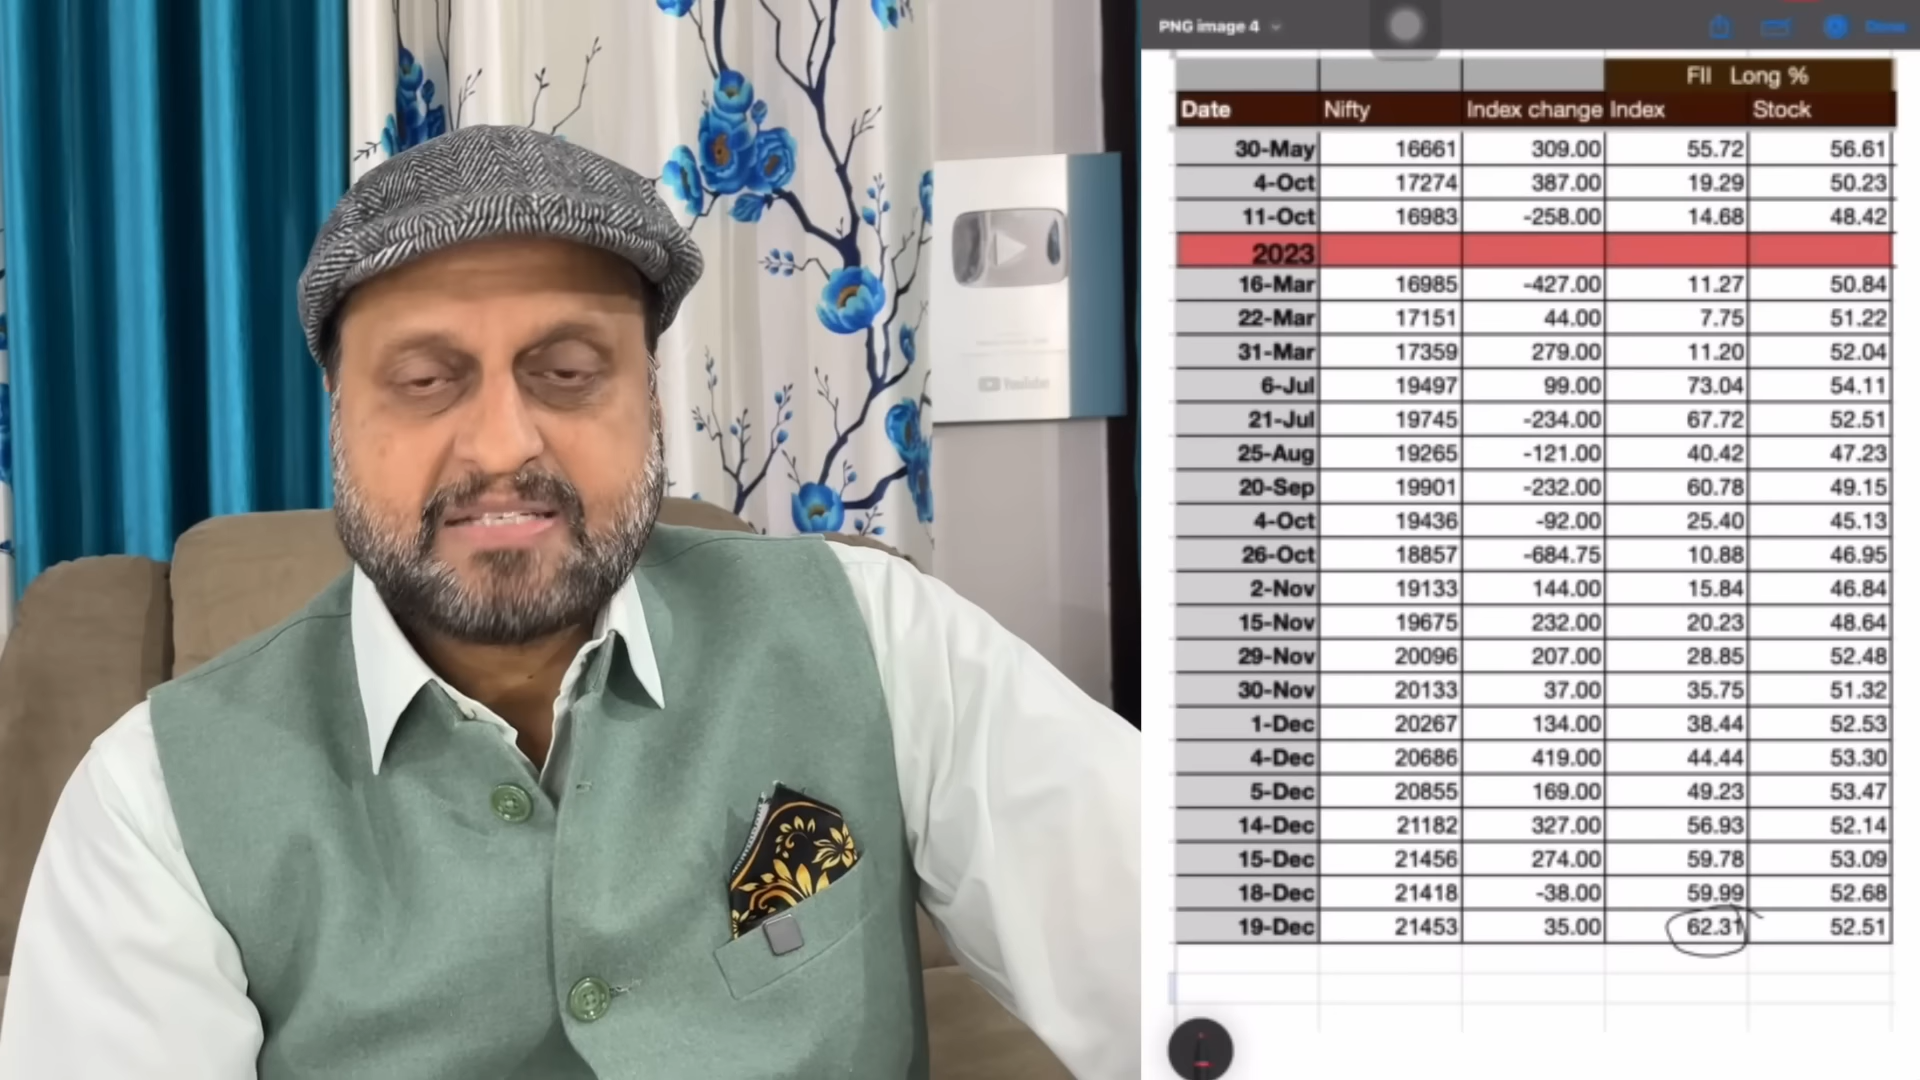 PNG image 4
FII Long %
Date Nifty Index change Index Stock
30-May 16661 309.00 55.72 56.61
4-Oct 17274 387.00 19.29 50.23
11-Oct 16983 -258.00 14.68 48.42
2023
16-Mar 16985 -427.00 11.27 50.84
22-Mar 17151 44.00 7.75 51.22
31-Mar 17359 279.00 11.20 52.04
6-Jul 19497 99.00 73.04 54.11
21-Jul 19745 -234.00 67.72 52.51
25-Aug 19265 -121.00 40.42 47.23
20-Sep 19901 -232.00 60.78 49.15
4-Oct 19436 -92.00 25.40 45.13
26-Oct 18857 -684.75 10.88 46.95
2-Nov 19133 144.00 15.84 46.84
15-Nov 19675 232.00 20.23 48.64
29-Nov 20096 207.00 28.85 52.48
30-Nov 20133 37.00 35.75 51.32
1-Dec 20267 134.00 38.44 52.53
4-Dec 20686 419.00 44.44 53.30
5-Dec 20855 169.00 49.23 53.47
14-Dec 21182 327.00 56.93 52.14
15-Dec 21456 274.00 59.78 53.09
18-Dec 21418 -38.00 59.99 52.68
19-Dec 21453 35.00 62.31 52.51
YouTube